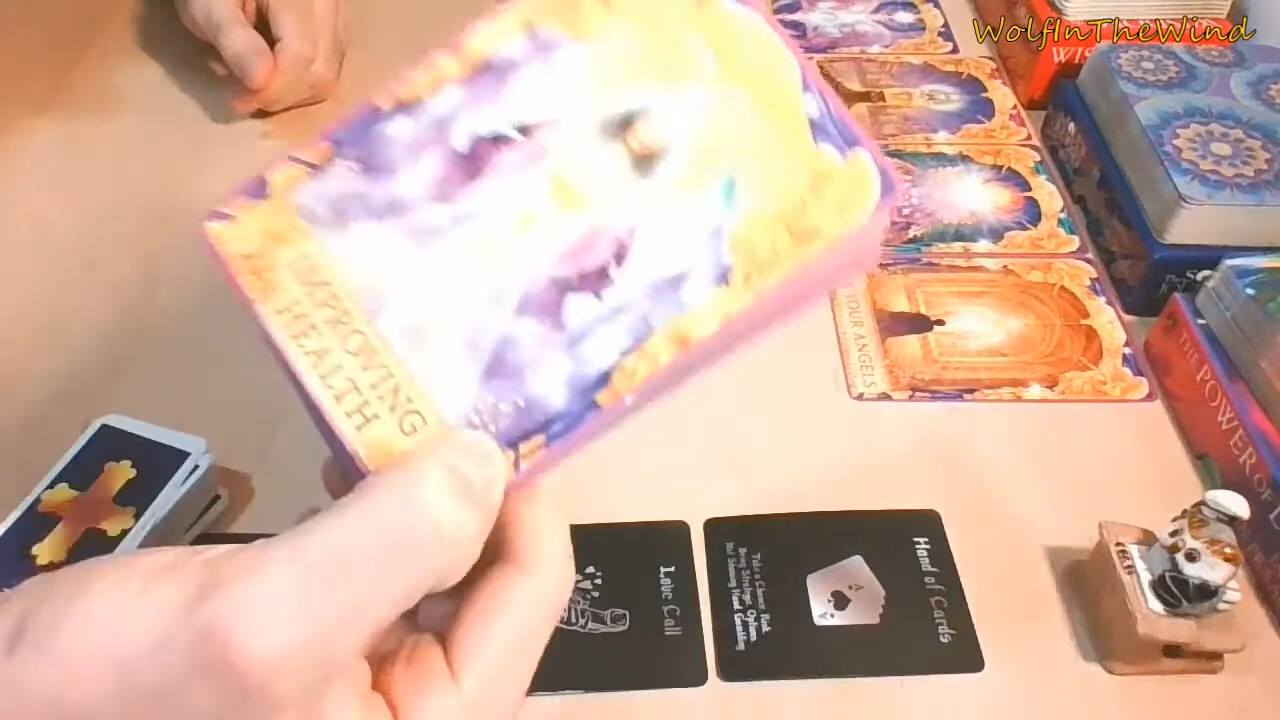 WolfInTheWind
WIS
IMPROVING
HEALTH
YOUR ANGELS
THE POWER OF
Love Call
Hand of Cards
Take a Chance, Risk
Being Strategic, Options
Not Showing Hand, Gambling
A
A